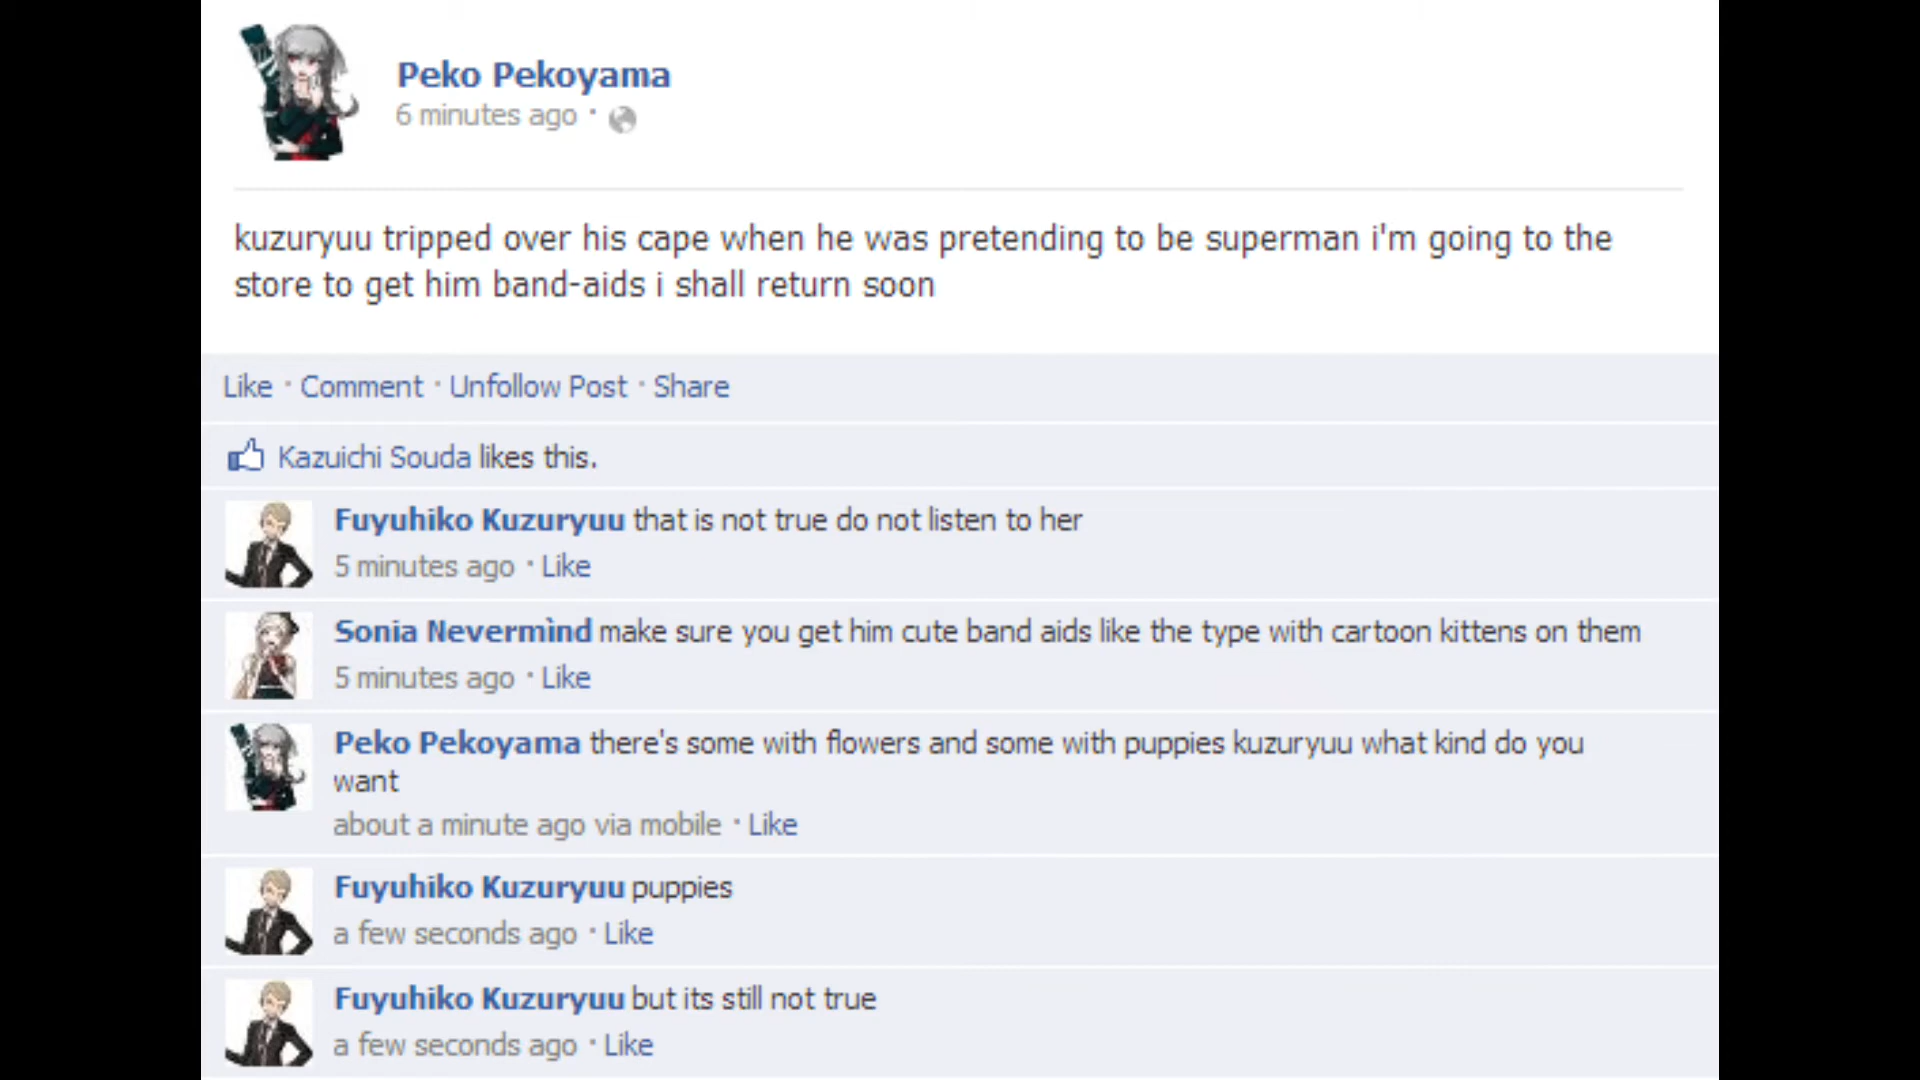 Peko Pekoyama
6 minutes ago ·
kuzuryuu tripped over his cape when he was pretending to be superman i'm going to the
store to get him band-aids i shall return soon
Like · Comment · Unfollow Post · Share
Kazuichi Souda likes this.
Fuyuhiko Kuzuryuu that is not true do not listen to her
5 minutes ago · Like
Sonia Nevermìnd make sure you get him cute band aids like the type with cartoon kittens on them
5 minutes ago · Like
Peko Pekoyama there's some with flowers and some with puppies kuzuryuu what kind do you
want
about a minute ago via mobile · Like
Fuyuhiko Kuzuryuu puppies
a few seconds ago · Like
Fuyuhiko Kuzuryuu but its still not true
a few seconds ago · Like